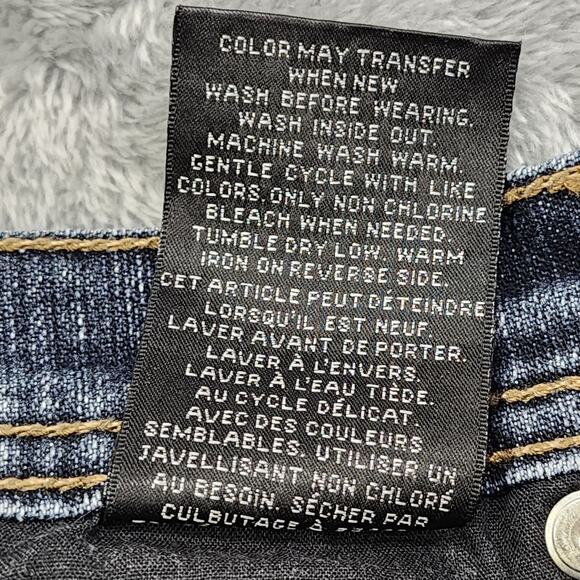 COLOR MAY TRANSFER
WHEN NEW
WASH BEFORE WEARING.
WASH INSIDE OUT.
MACHINE WASH WARM.
GENTLE CYCLE WITH LIKE
COLORS. ONLY NON CHLORINE
BLEACH WHEN NEEDED.
TUMBLE DRY LOW. WARM
IRON ON REVERSE SIDE.
CET ARTICLE PEUT DÉTEINDRE
LORSQU'IL EST NEUF.
LAVER AVANT DE PORTER.
LAVER À L'ENVERS.
LAVER À L'EAU TIÈDE.
AU CYCLE DÉLICAT.
AVEC DES COULEURS
SEMBLABLES. UTILISER UN
JAVELLISANT NON CHLORÉ
AU BESOIN. SÉCHER PAR
CULBUTAGE À